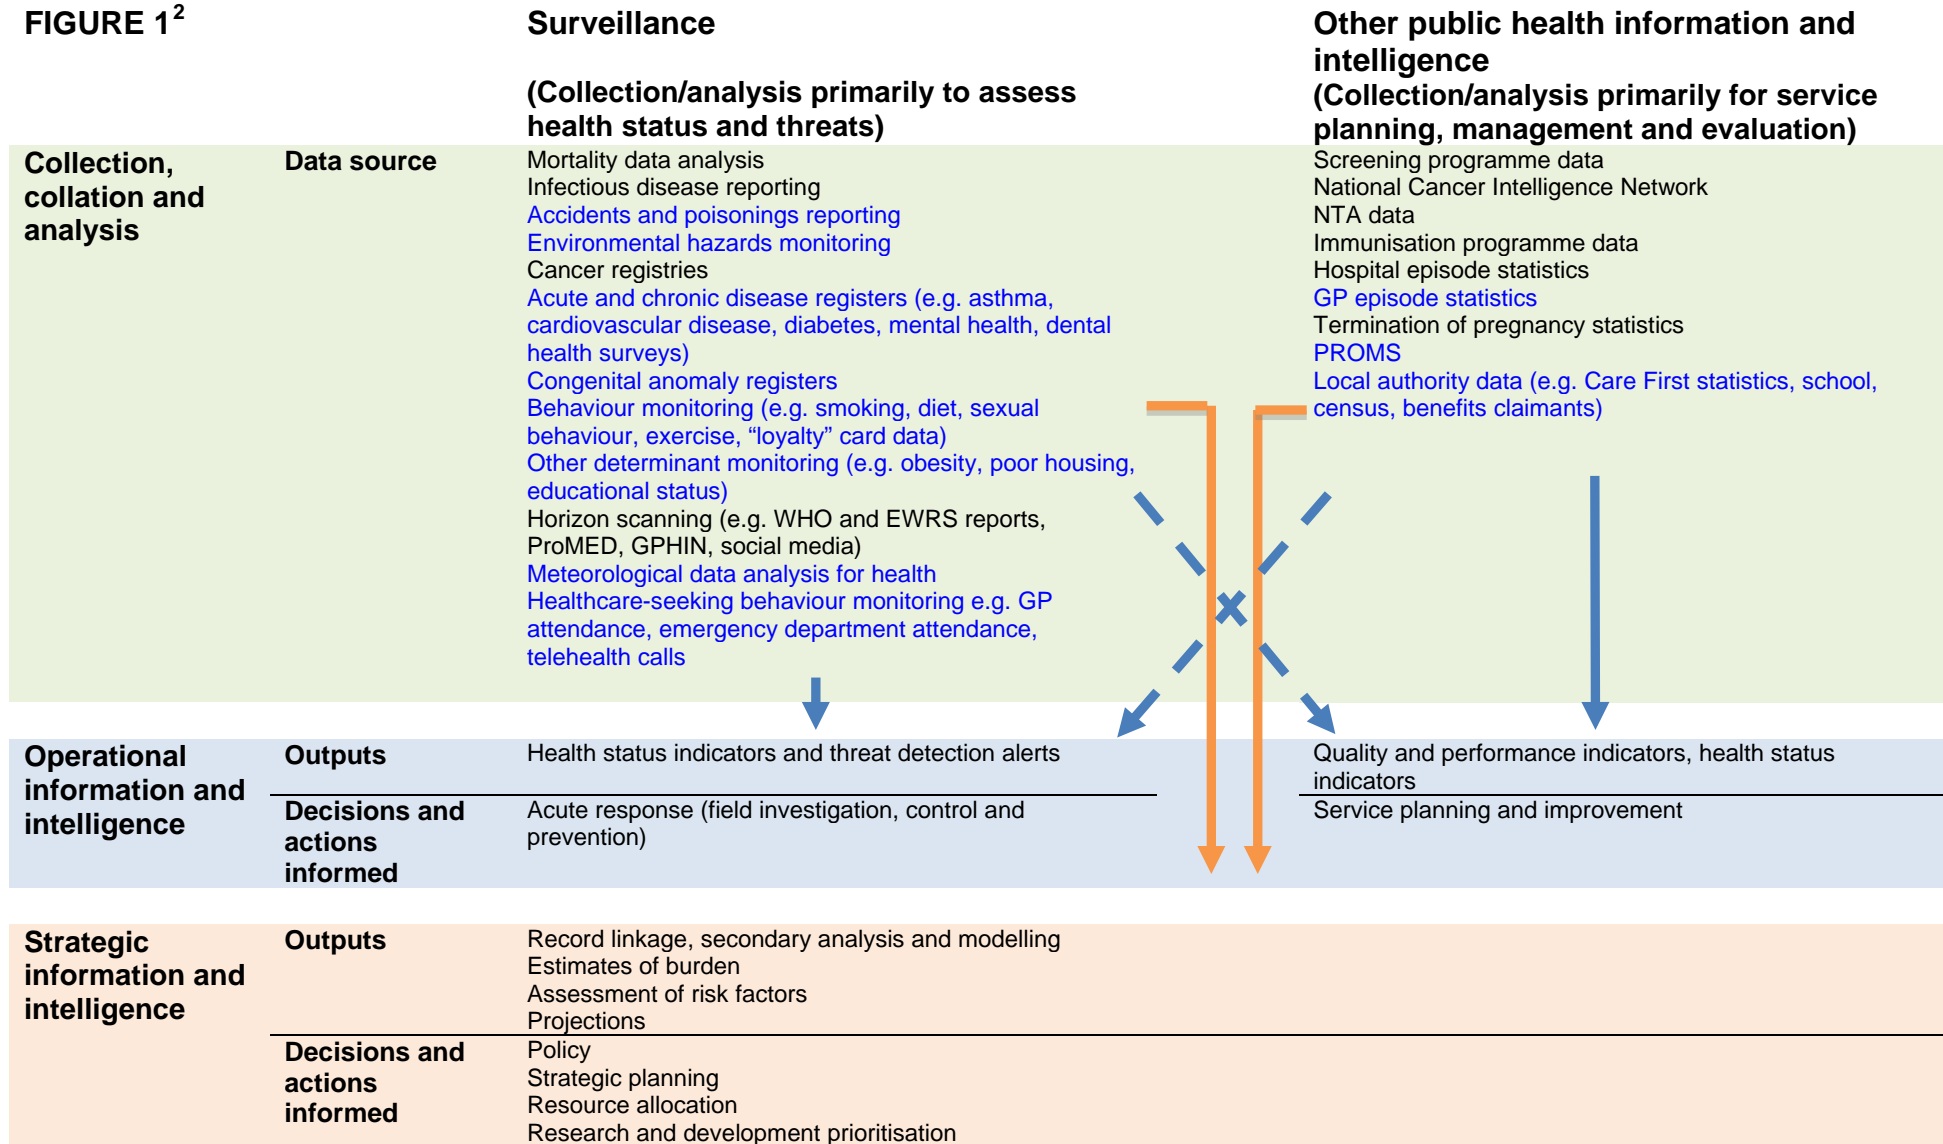 FIGURE 1²
Surveillance
(Collection/analysis primarily to assess
health status and threats)
Other public health information and
intelligence
(Collection/analysis primarily for service
planning, management and evaluation)
Collection,
collation and
analysis
Data source
Mortality data analysis
Infectious disease reporting
Accidents and poisonings reporting
Environmental hazards monitoring
Cancer registries
Acute and chronic disease registers (e.g. asthma,
cardiovascular disease, diabetes, mental health, dental
health surveys)
Congenital anomaly registers
Behaviour monitoring (e.g. smoking, diet, sexual
behaviour, exercise, “loyalty” card data)
Other determinant monitoring (e.g. obesity, poor housing,
educational status)
Horizon scanning (e.g. WHO and EWRS reports,
ProMED, GPHIN, social media)
Meteorological data analysis for health
Healthcare-seeking behaviour monitoring e.g. GP
attendance, emergency department attendance,
telehealth calls
Screening programme data
National Cancer Intelligence Network
NTA data
Immunisation programme data
Hospital episode statistics
GP episode statistics
Termination of pregnancy statistics
PROMS
Local authority data (e.g. Care First statistics, school,
census, benefits claimants)
Operational
information and
intelligence
Outputs
Health status indicators and threat detection alerts
Quality and performance indicators, health status
indicators
Decisions and
actions
informed
Acute response (field investigation, control and
prevention)
Service planning and improvement
Strategic
information and
intelligence
Outputs
Record linkage, secondary analysis and modelling
Estimates of burden
Assessment of risk factors
Projections
Decisions and
actions
informed
Policy
Strategic planning
Resource allocation
Research and development prioritisation